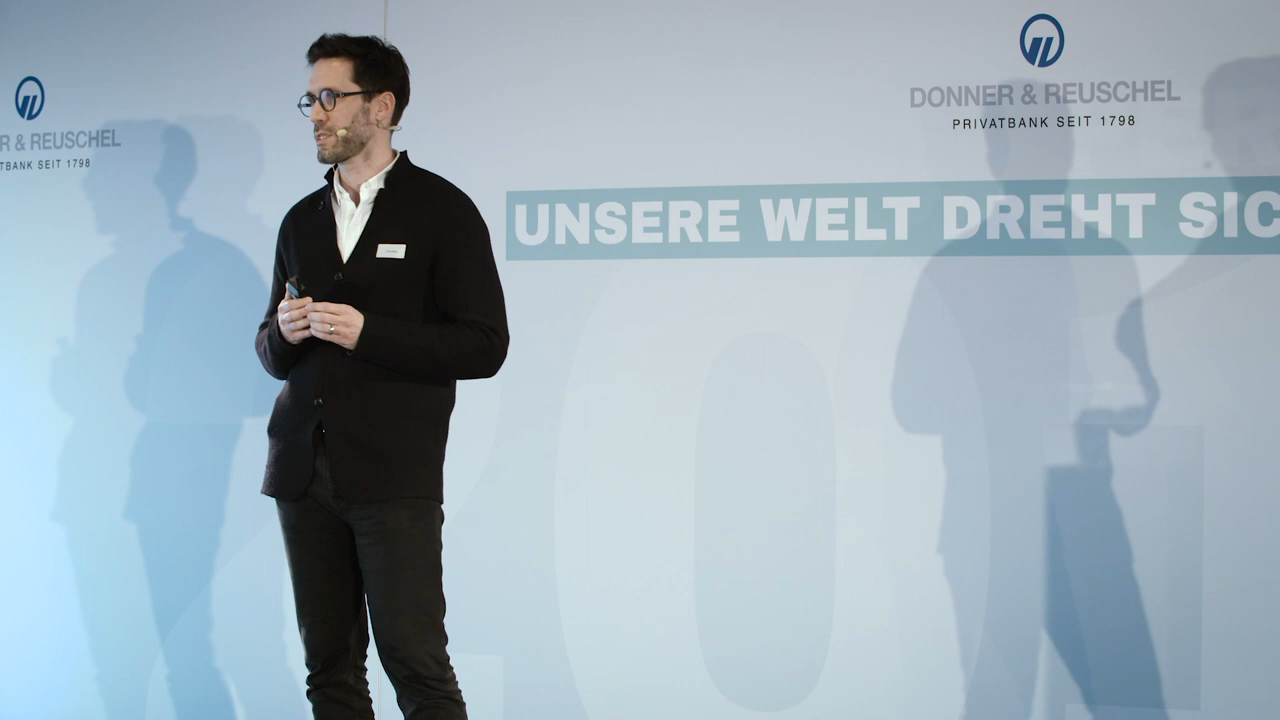 DONNER & REUSCHEL
PRIVATBANK SEIT 1798
R & REUSCHEL
TBANK SEIT 1798
UNSERE WELT DREHT SIC